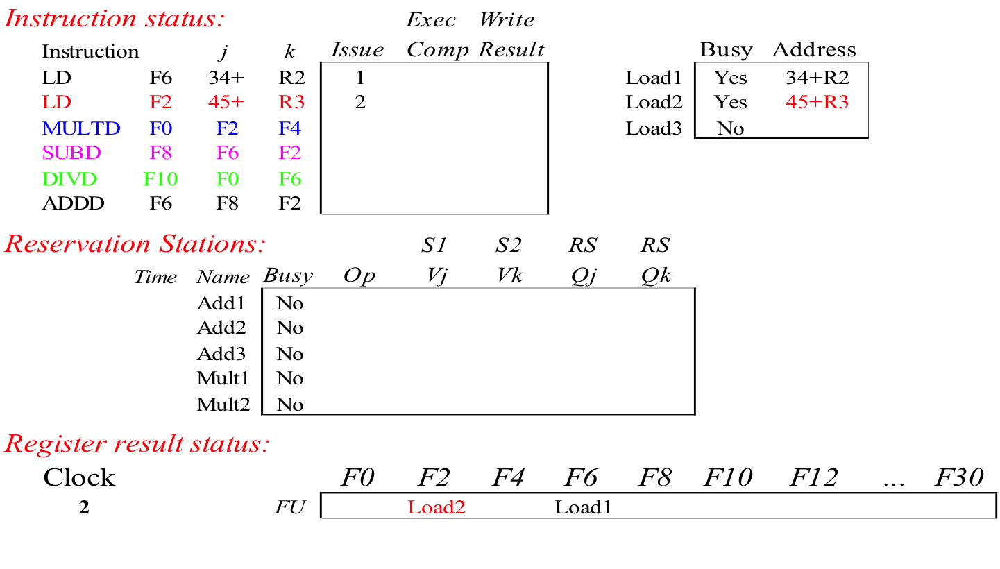 Instruction status: Exec Write
Instruction j k Issue Comp Result Busy Address
LD F6 34+ R2 1 Load1 Yes 34+R2
LD F2 45+ R3 2 Load2 Yes 45+R3
MULTD F0 F2 F4 Load3 No
SUBD F8 F6 F2
DIVD F10 F0 F6
ADDD F6 F8 F2
Reservation Stations: S1 S2 RS RS
Time Name Busy Op Vj Vk Qj Qk
Add1 No
Add2 No
Add3 No
Mult1 No
Mult2 No
Register result status:
Clock F0 F2 F4 F6 F8 F10 F12 ... F30
2 FU Load2 Load1